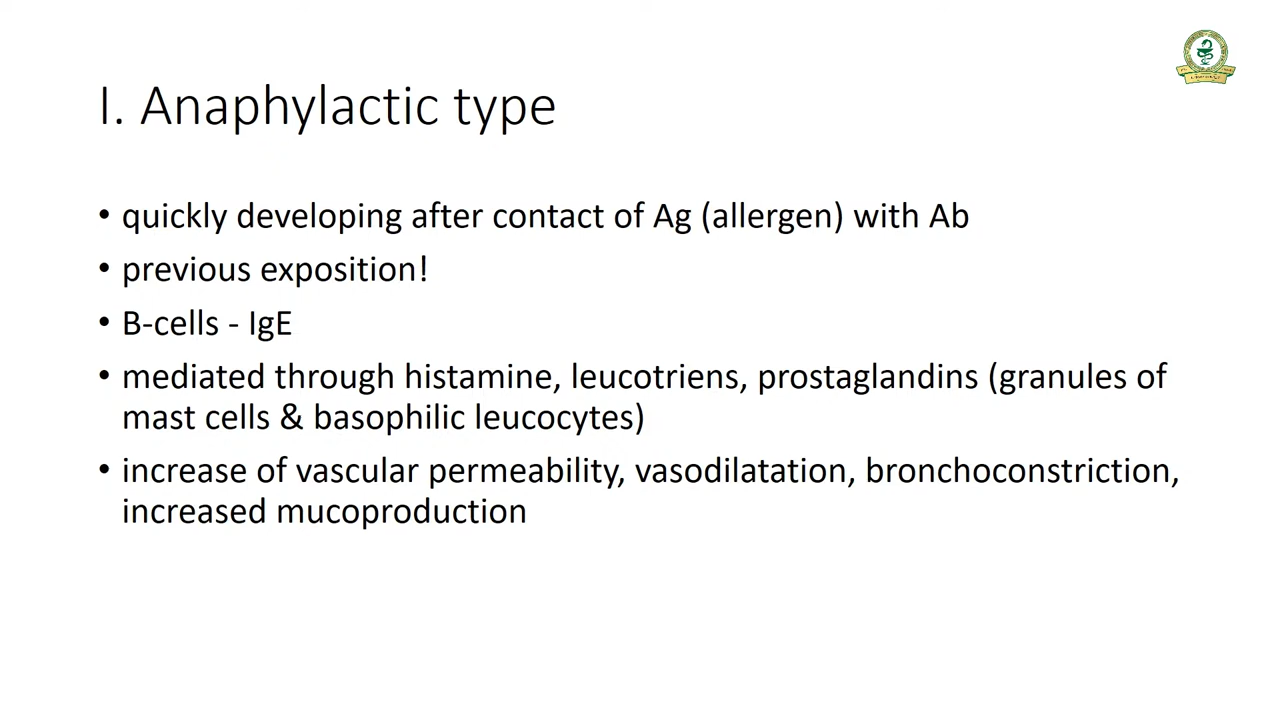 I. Anaphylactic type
• quickly developing after contact of Ag (allergen) with Ab
• previous exposition!
• B-cells - IgE
• mediated through histamine, leucotriens, prostaglandins (granules of
mast cells & basophilic leucocytes)
• increase of vascular permeability, vasodilatation, bronchoconstriction,
increased mucoproduction